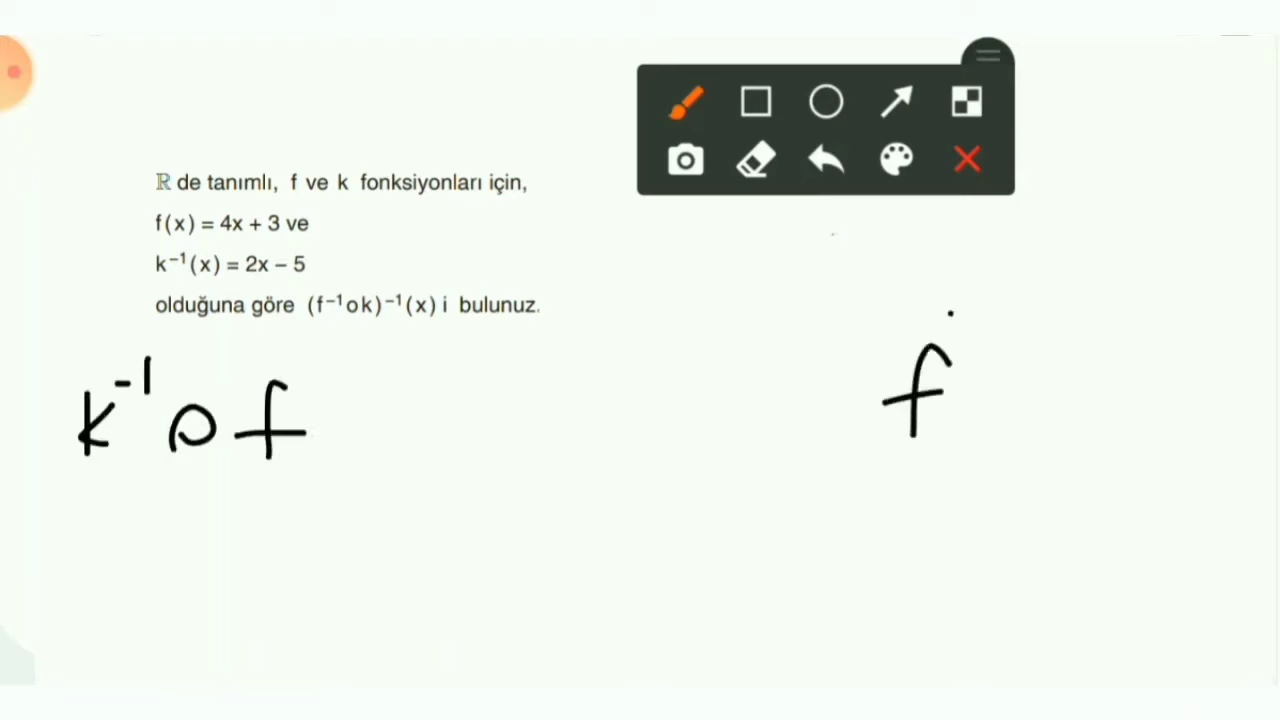 ℝ de tanımlı, f ve k fonksiyonları için,
f(x) = 4x + 3 ve
k⁻¹(x) = 2x – 5
olduğuna göre (f⁻¹ok)⁻¹(x) i bulunuz.
k⁻¹ o f
f